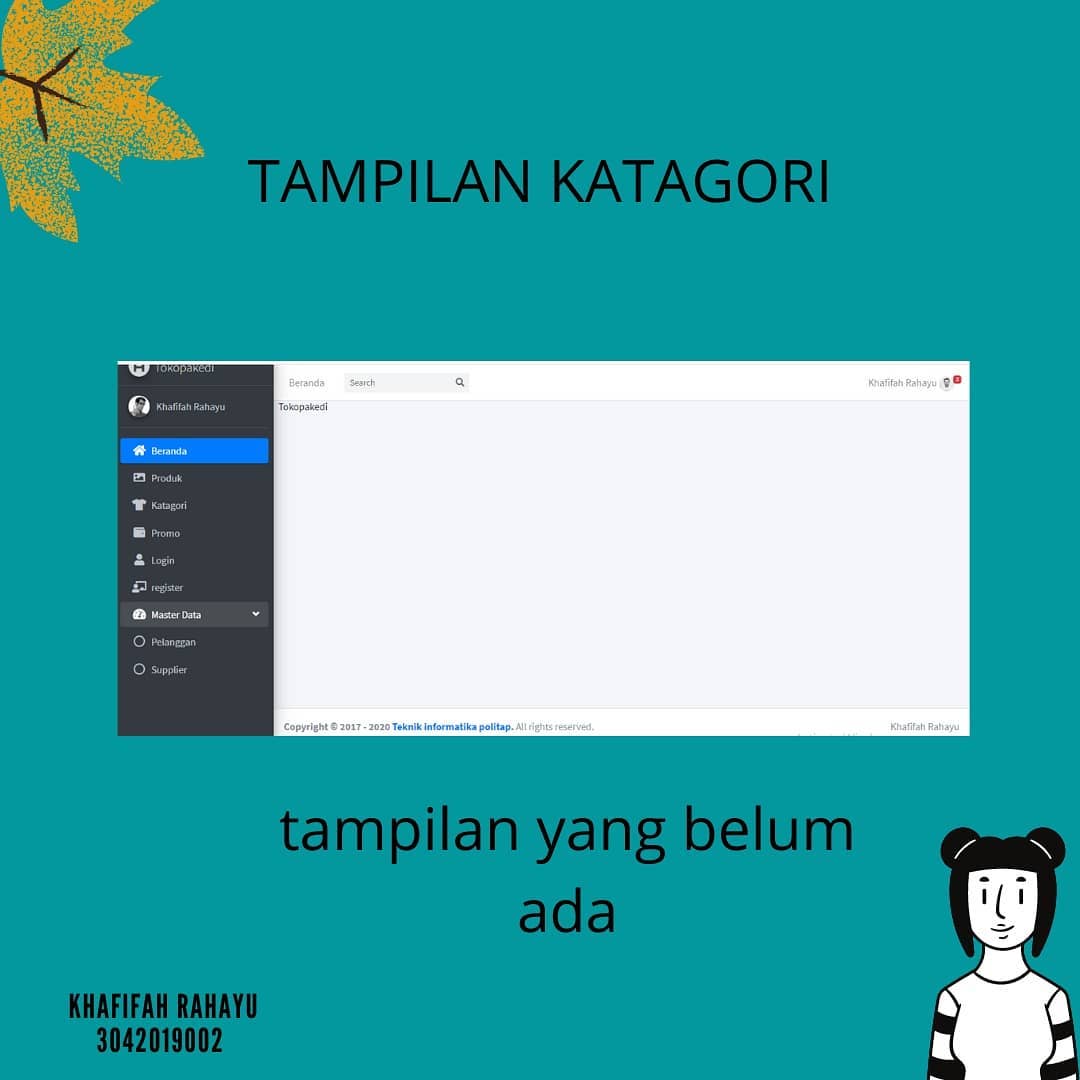 TAMPILAN KATAGORI
Tokopakedi
Khafifah Rahayu
Beranda
Produk
Katagori
Promo
Login
register
Master Data
Pelanggan
Supplier
Beranda
Search
Khafifah Rahayu
Tokopakedi
Copyright © 2017 - 2020 Teknik informatika politap. All rights reserved.
Khafifah Rahayu
tampilan yang belum
ada
KHAFIFAH RAHAYU
3042019002